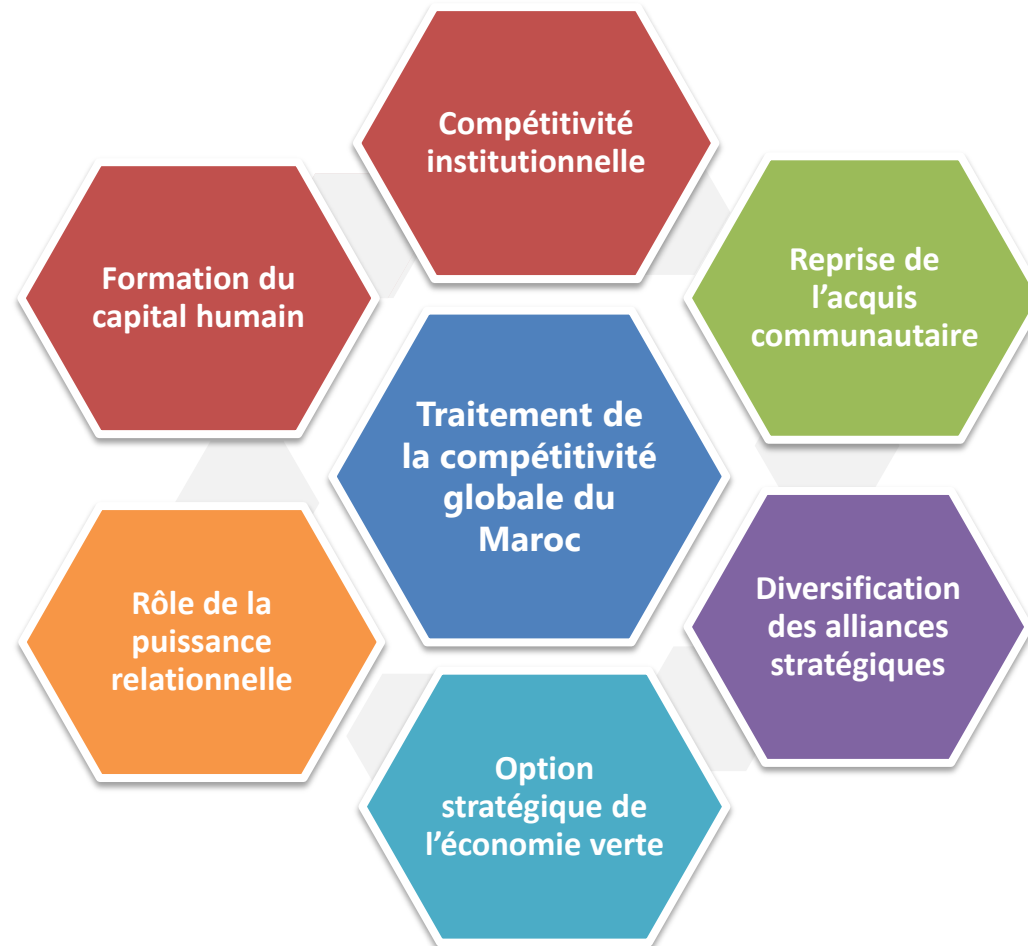 Compétitivité
institutionnelle
Reprise de
l’acquis
communautaire
Formation du
capital humain
Traitement de
la compétitivité
globale du
Maroc
Diversification
des alliances
stratégiques
Rôle de la
puissance
relationnelle
Option
stratégique de
l’économie verte